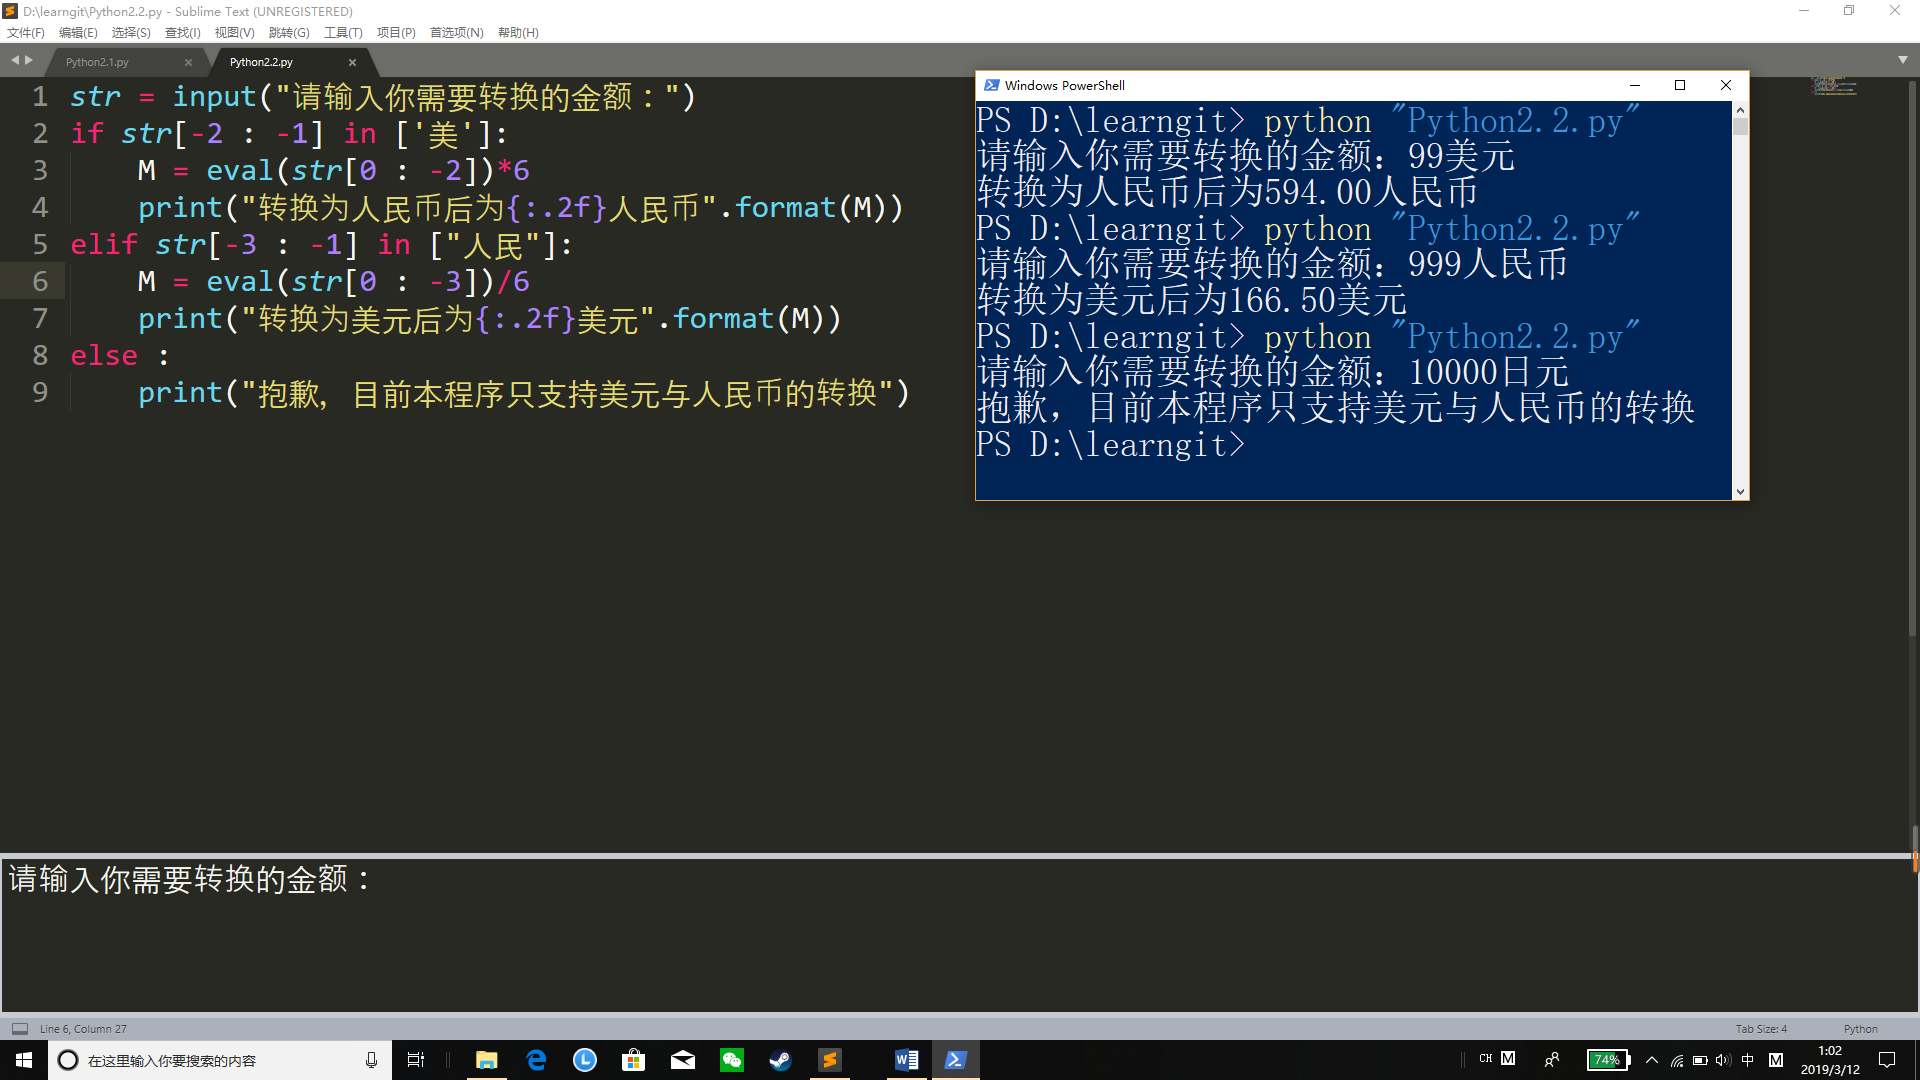 D:\learngit\Python2.2.py - Sublime Text (UNREGISTERED)
文件(F) 编辑(E) 选择(S) 查找(I) 视图(V) 跳转(G) 工具(T) 项目(P) 首选项(N) 帮助(H)
Python2.1.py
Python2.2.py
1 str = input("请输入你需要转换的金额：")
2 if str[-2 : -1] in ['美']:
3     M = eval(str[0 : -2])*6
4     print("转换为人民币后为{:.2f}人民币".format(M))
5 elif str[-3 : -1] in ["人民"]:
6     M = eval(str[0 : -3])/6
7     print("转换为美元后为{:.2f}美元".format(M))
8 else :
9     print("抱歉，目前本程序只支持美元与人民币的转换")
Windows PowerShell
PS D:\learngit> python "Python2.2.py"
请输入你需要转换的金额：99美元
转换为人民币后为594.00人民币
PS D:\learngit> python "Python2.2.py"
请输入你需要转换的金额：999人民币
转换为美元后为166.50美元
PS D:\learngit> python "Python2.2.py"
请输入你需要转换的金额：10000日元
抱歉，目前本程序只支持美元与人民币的转换
PS D:\learngit>
请输入你需要转换的金额：
Line 6, Column 27
Tab Size: 4
Python
在这里输入你要搜索的内容
CH M
74%
中
M
1:02
2019/3/12